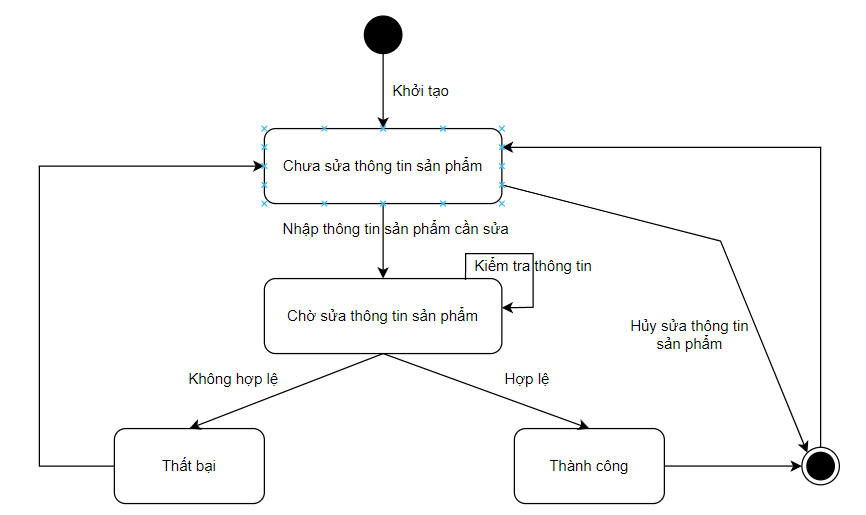 Khởi tạo
Chưa sửa thông tin sản phẩm
Nhập thông tin sản phẩm cần sửa
Kiểm tra thông tin
Chờ sửa thông tin sản phẩm
Hủy sửa thông tin
sản phẩm
Không hợp lệ
Hợp lệ
Thất bại
Thành công